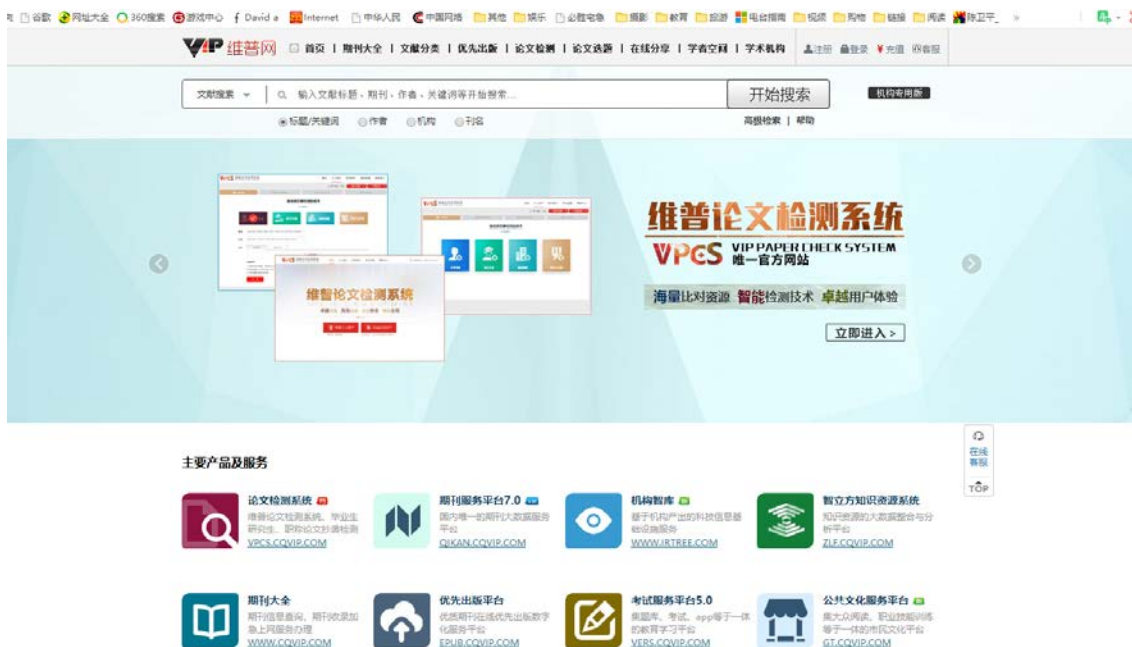 谷歌 网址大全 360搜索 游戏中心 David a Internet 中华人民 中国网络 其他 娱乐 必胜宅急 摄影 教育 旅游 电台指南 视频 购物 链接 阅读 陈卫平_ »
VIP 维普网 首页 | 期刊大全 | 文献分类 | 优先出版 | 论文检测 | 论文选题 | 在线分享 | 学者空间 | 学术机构 注册 登录 ¥充值 客服
文献搜索 输入文献标题、期刊、作者、关键词等开始搜索... 开始搜索 机构专用版
标题/关键词 作者 机构 刊名 高级检索 | 帮助
维普论文检测系统
VPCS VIP PAPER CHECK SYSTEM
唯一官方网站
海量比对资源 智能检测技术 卓越用户体验
立即进入 >
维普论文检测系统
在线
客服
TOP
主要产品及服务
论文检测系统
维普论文检测系统,毕业生
研究生、职称论文抄袭检测
VPCS.CQVIP.COM
期刊服务平台7.0
国内唯一的期刊大数据服务
平台
QIKAN.CQVIP.COM
机构智库
基于机构产出的科技信息基
础设施服务
WWW.IRTREE.COM
智立方知识资源系统
知识资源的大数据整合与分
析平台
ZLF.CQVIP.COM
期刊大全
期刊信息查询、期刊收录加
急上网服务办理
WWW.CQVIP.COM
优先出版平台
优质期刊在线优先出版数字
化服务平台
EPUB.CQVIP.COM
考试服务平台5.0
集题库、考试、app等于一体
的教育学习平台
VERS.CQVIP.COM
公共文化服务平台
集大众阅读、职业技能训练
等于一体的市民文化平台
GT.CQVIP.COM